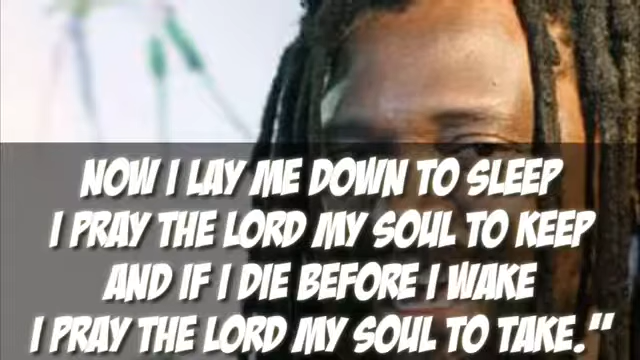 NOW I LAY ME DOWN TO SLEEP
I PRAY THE LORD MY SOUL TO KEEP
AND IF I DIE BEFORE I WAKE
I PRAY THE LORD MY SOUL TO TAKE.”